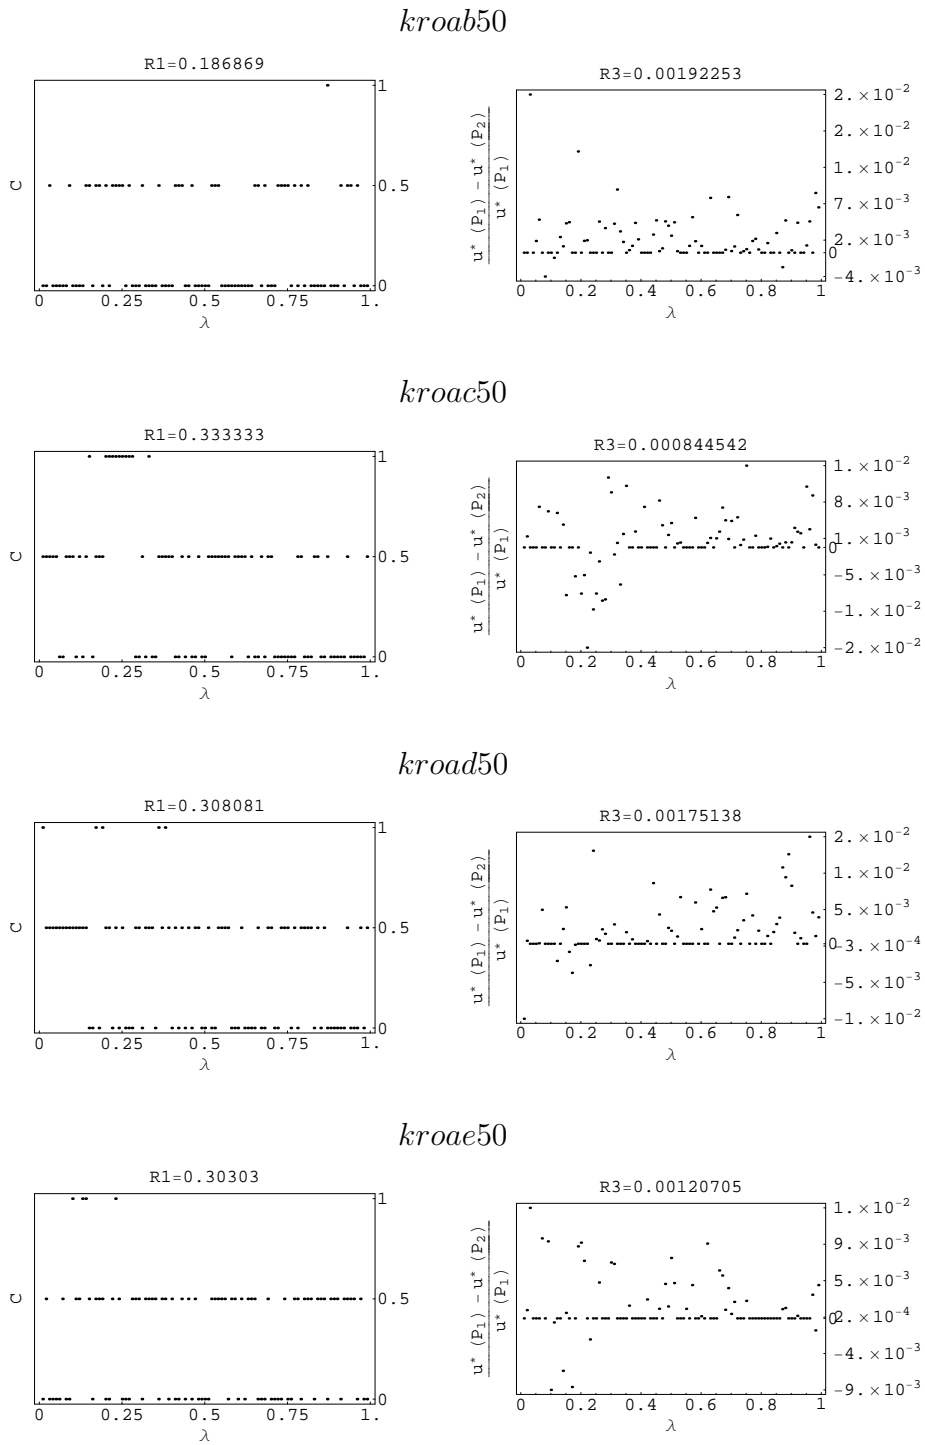 kroab50
R1=0.186869
C
1
0.5
0
0 0.25 0.5 0.75 1.
λ
R3=0.00192253
u* (P₁) - u* (P₂)
u* (P₁)
2.×10⁻²
2.×10⁻²
1.×10⁻²
7.×10⁻³
2.×10⁻³
0
-4.×10⁻³
0 0.2 0.4 0.6 0.8 1
λ
kroac50
R1=0.333333
C
1
0.5
0
0 0.25 0.5 0.75 1.
λ
R3=0.000844542
u* (P₁) - u* (P₂)
u* (P₁)
1.×10⁻²
8.×10⁻³
1.×10⁻³
0
-5.×10⁻³
-1.×10⁻²
-2.×10⁻²
0 0.2 0.4 0.6 0.8 1
λ
kroad50
R1=0.308081
C
1
0.5
0
0 0.25 0.5 0.75 1.
λ
R3=0.00175138
u* (P₁) - u* (P₂)
u* (P₁)
2.×10⁻²
1.×10⁻²
5.×10⁻³
0
-3.×10⁻⁴
-5.×10⁻³
-1.×10⁻²
0 0.2 0.4 0.6 0.8 1
λ
kroae50
R1=0.30303
C
1
0.5
0
0 0.25 0.5 0.75 1.
λ
R3=0.00120705
u* (P₁) - u* (P₂)
u* (P₁)
1.×10⁻²
9.×10⁻³
5.×10⁻³
0
2.×10⁻⁴
-4.×10⁻³
-9.×10⁻³
0 0.2 0.4 0.6 0.8 1
λ